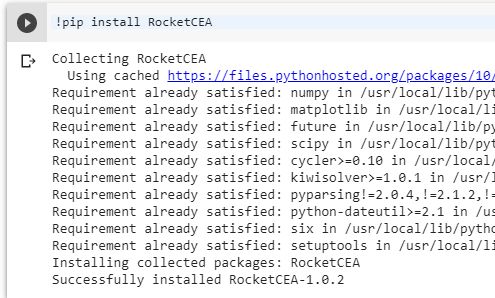 !pip install RocketCEA
Collecting RocketCEA
Using cached https://files.pythonhosted.org/packages/10/
Requirement already satisfied: numpy in /usr/local/lib/pyt
Requirement already satisfied: matplotlib in /usr/local/li
Requirement already satisfied: future in /usr/local/lib/py
Requirement already satisfied: scipy in /usr/local/lib/pyt
Requirement already satisfied: cycler>=0.10 in /usr/local/
Requirement already satisfied: kiwisolver>=1.0.1 in /usr/l
Requirement already satisfied: pyparsing!=2.0.4,!=2.1.2,!=
Requirement already satisfied: python-dateutil>=2.1 in /us
Requirement already satisfied: six in /usr/local/lib/pytho
Requirement already satisfied: setuptools in /usr/local/li
Installing collected packages: RocketCEA
Successfully installed RocketCEA-1.0.2